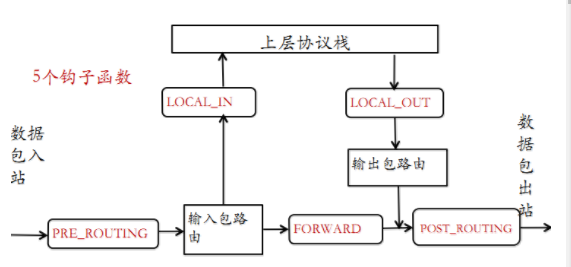 上层协议栈
5个钩子函数
LOCAL_IN
LOCAL_OUT
数据
包入
站
数
据
包
出
站
输出包路由
输入包路
由
PRE_ROUTING
FORWARD
POST_ROUTING